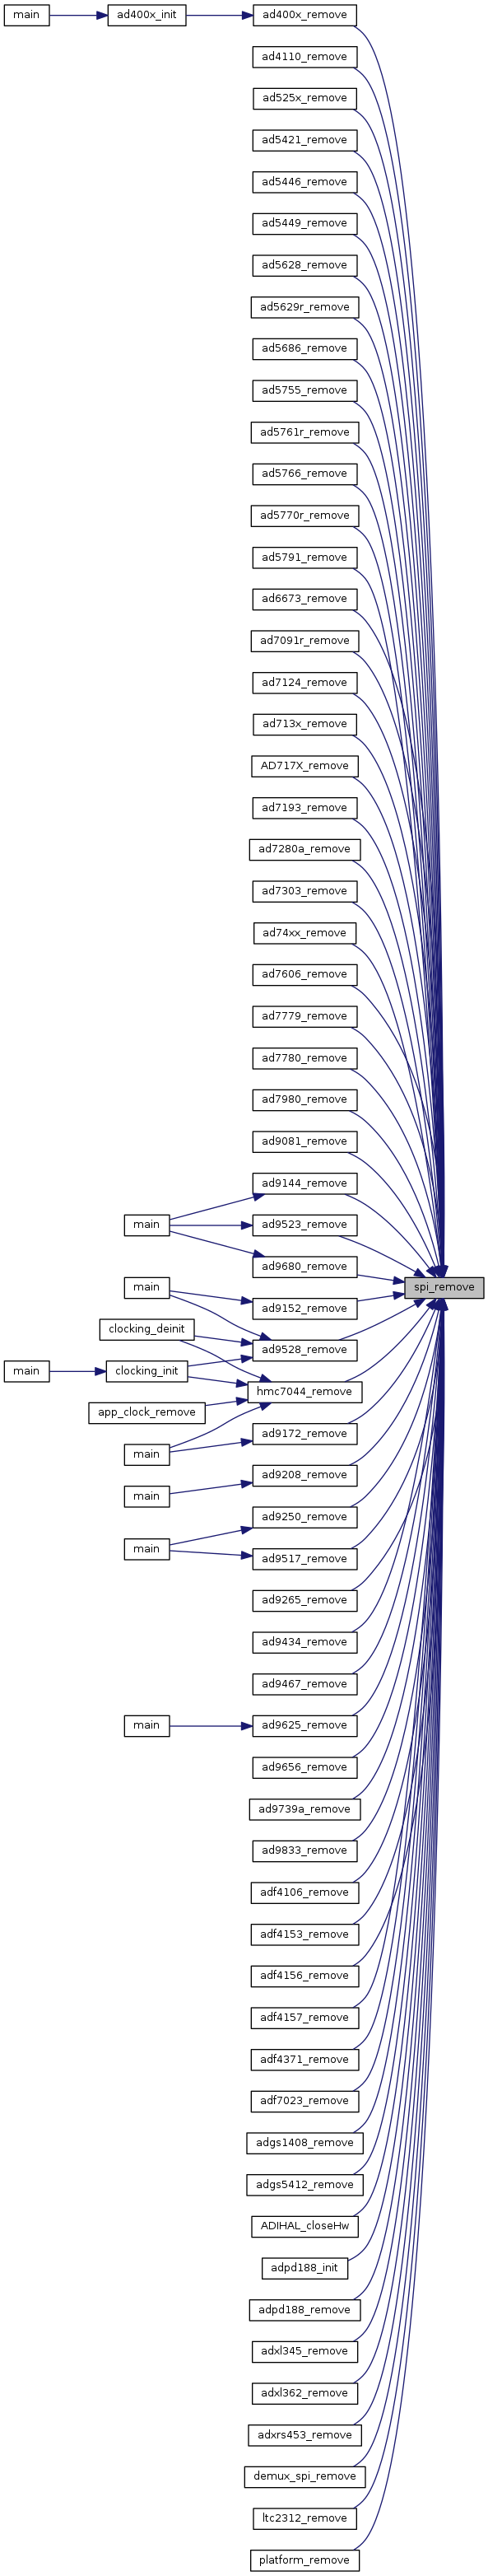 main
ad400x_init
ad400x_remove
ad4110_remove
ad525x_remove
ad5421_remove
ad5446_remove
ad5449_remove
ad5628_remove
ad5629r_remove
ad5686_remove
ad5755_remove
ad5761r_remove
ad5766_remove
ad5770r_remove
ad5791_remove
ad6673_remove
ad7091r_remove
ad7124_remove
ad713x_remove
AD717X_remove
ad7193_remove
ad7280a_remove
ad7303_remove
ad74xx_remove
ad7606_remove
ad7779_remove
ad7780_remove
ad7980_remove
ad9081_remove
ad9144_remove
main
ad9523_remove
ad9680_remove
spi_remove
main
ad9152_remove
clocking_deinit
ad9528_remove
main
clocking_init
hmc7044_remove
app_clock_remove
ad9172_remove
main
ad9208_remove
main
ad9250_remove
main
ad9517_remove
ad9265_remove
ad9434_remove
ad9467_remove
main
ad9625_remove
ad9656_remove
ad9739a_remove
ad9833_remove
adf4106_remove
adf4153_remove
adf4156_remove
adf4157_remove
adf4371_remove
adf7023_remove
adgs1408_remove
adgs5412_remove
ADIHAL_closeHw
adpd188_init
adpd188_remove
adxl345_remove
adxl362_remove
adxrs453_remove
demux_spi_remove
ltc2312_remove
platform_remove